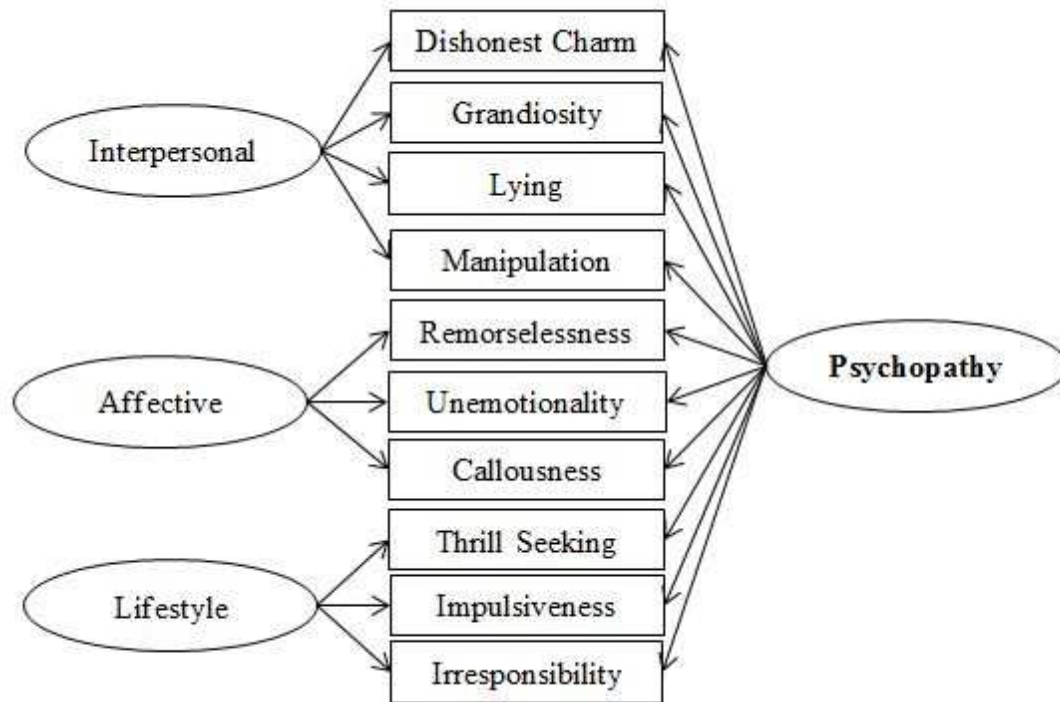 Dishonest Charm
Grandiosity
Interpersonal
Lying
Manipulation
Remorselessness
Psychopathy
Affective
Unemotionality
Callousness
Thrill Seeking
Lifestyle
Impulsiveness
Irresponsibility